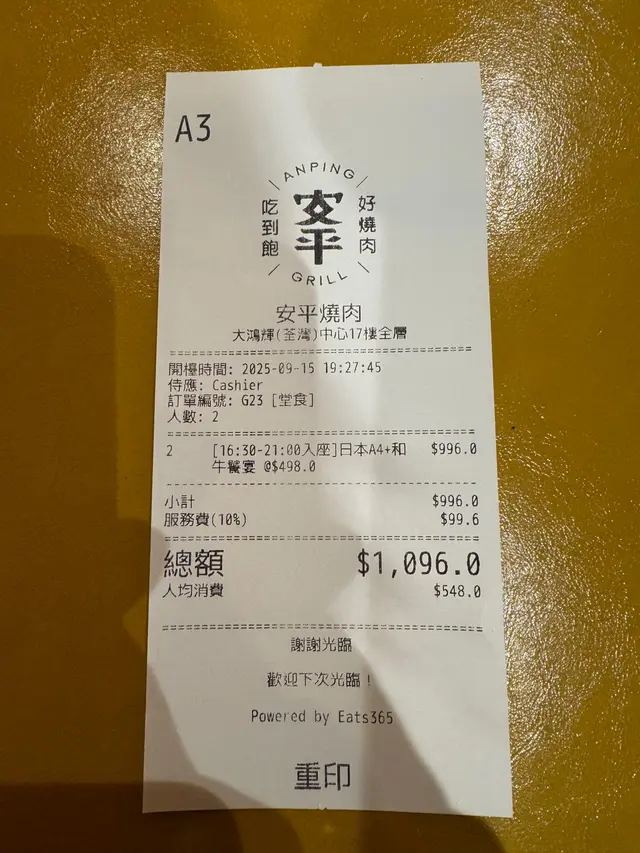 A3
ANPING
吃到飽
安平
好燒肉
GRILL
安平燒肉
大鴻輝(荃灣)中心17樓全層
開檯時間: 2025-09-15 19:27:45
侍應: Cashier
訂單編號: G23 [堂食]
人數: 2
2 [16:30-21:00入座]日本A4+和 $996.0
牛饗宴 @$498.0
小計 $996.0
服務費(10%) $99.6
總額 $1,096.0
人均消費 $548.0
謝謝光臨
歡迎下次光臨！
Powered by Eats365
重印